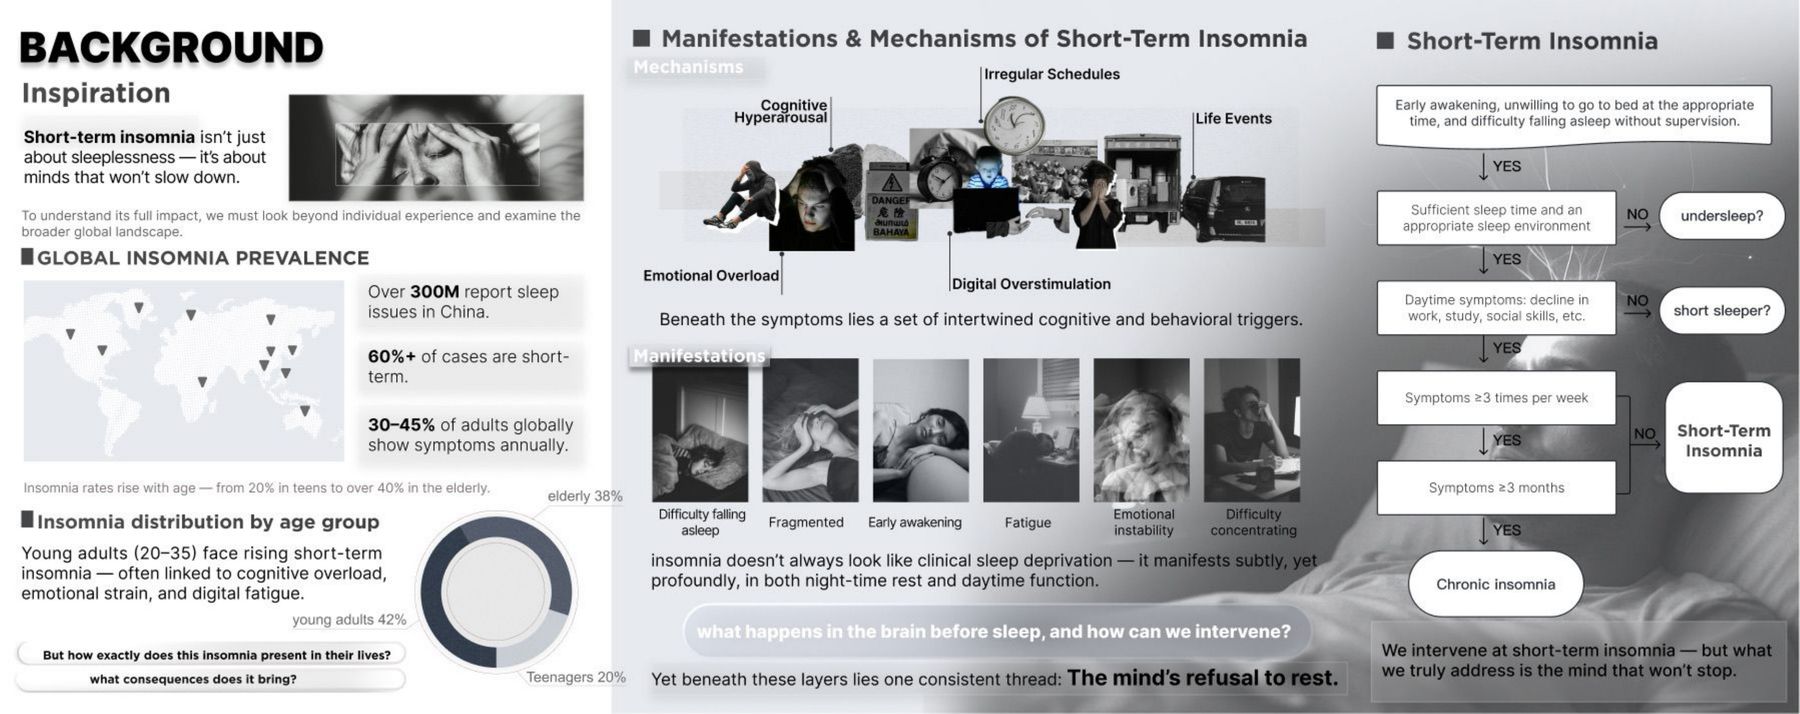 BACKGROUND
Inspiration
Short-term insomnia isn't just
about sleeplessness — it's about
minds that won't slow down.
To understand its full impact, we must look beyond individual experience and examine the
broader global landscape.
GLOBAL INSOMNIA PREVALENCE
Over 300M report sleep
issues in China.
60%+ of cases are short-
term.
30–45% of adults globally
show symptoms annually.
Insomnia rates rise with age — from 20% in teens to over 40% in the elderly.
elderly 38%
Insomnia distribution by age group
Young adults (20–35) face rising short-term
insomnia — often linked to cognitive overload,
emotional strain, and digital fatigue.
young adults 42%
Teenagers 20%
But how exactly does this insomnia present in their lives?
what consequences does it bring?
Manifestations & Mechanisms of Short-Term Insomnia
Mechanisms
Irregular Schedules
Cognitive
Hyperarousal
Life Events
DANGER
危險
BAHAYA
Emotional Overload
Digital Overstimulation
Beneath the symptoms lies a set of intertwined cognitive and behavioral triggers.
Manifestations
Difficulty falling
asleep
Fragmented
Early awakening
Fatigue
Emotional
instability
Difficulty
concentrating
insomnia doesn't always look like clinical sleep deprivation — it manifests subtly, yet
profoundly, in both night-time rest and daytime function.
what happens in the brain before sleep, and how can we intervene?
Yet beneath these layers lies one consistent thread: The mind's refusal to rest.
Short-Term Insomnia
Early awakening, unwilling to go to bed at the appropriate
time, and difficulty falling asleep without supervision.
YES
Sufficient sleep time and an
appropriate sleep environment
NO
undersleep?
YES
Daytime symptoms: decline in
work, study, social skills, etc.
NO
short sleeper?
YES
Symptoms ≥3 times per week
YES
NO
Short-Term
Insomnia
Symptoms ≥3 months
YES
Chronic insomnia
We intervene at short-term insomnia — but what
we truly address is the mind that won't stop.